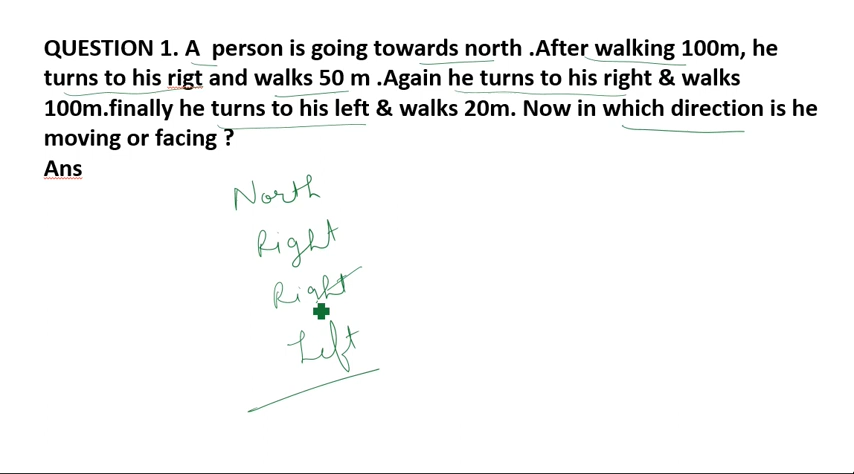 QUESTION 1. A  person is going towards north .After walking 100m, he
turns to his rigt and walks 50 m .Again he turns to his right & walks
100m.finally he turns to his left & walks 20m. Now in which direction is he
moving or facing ?
Ans
North
Right
Right
Left